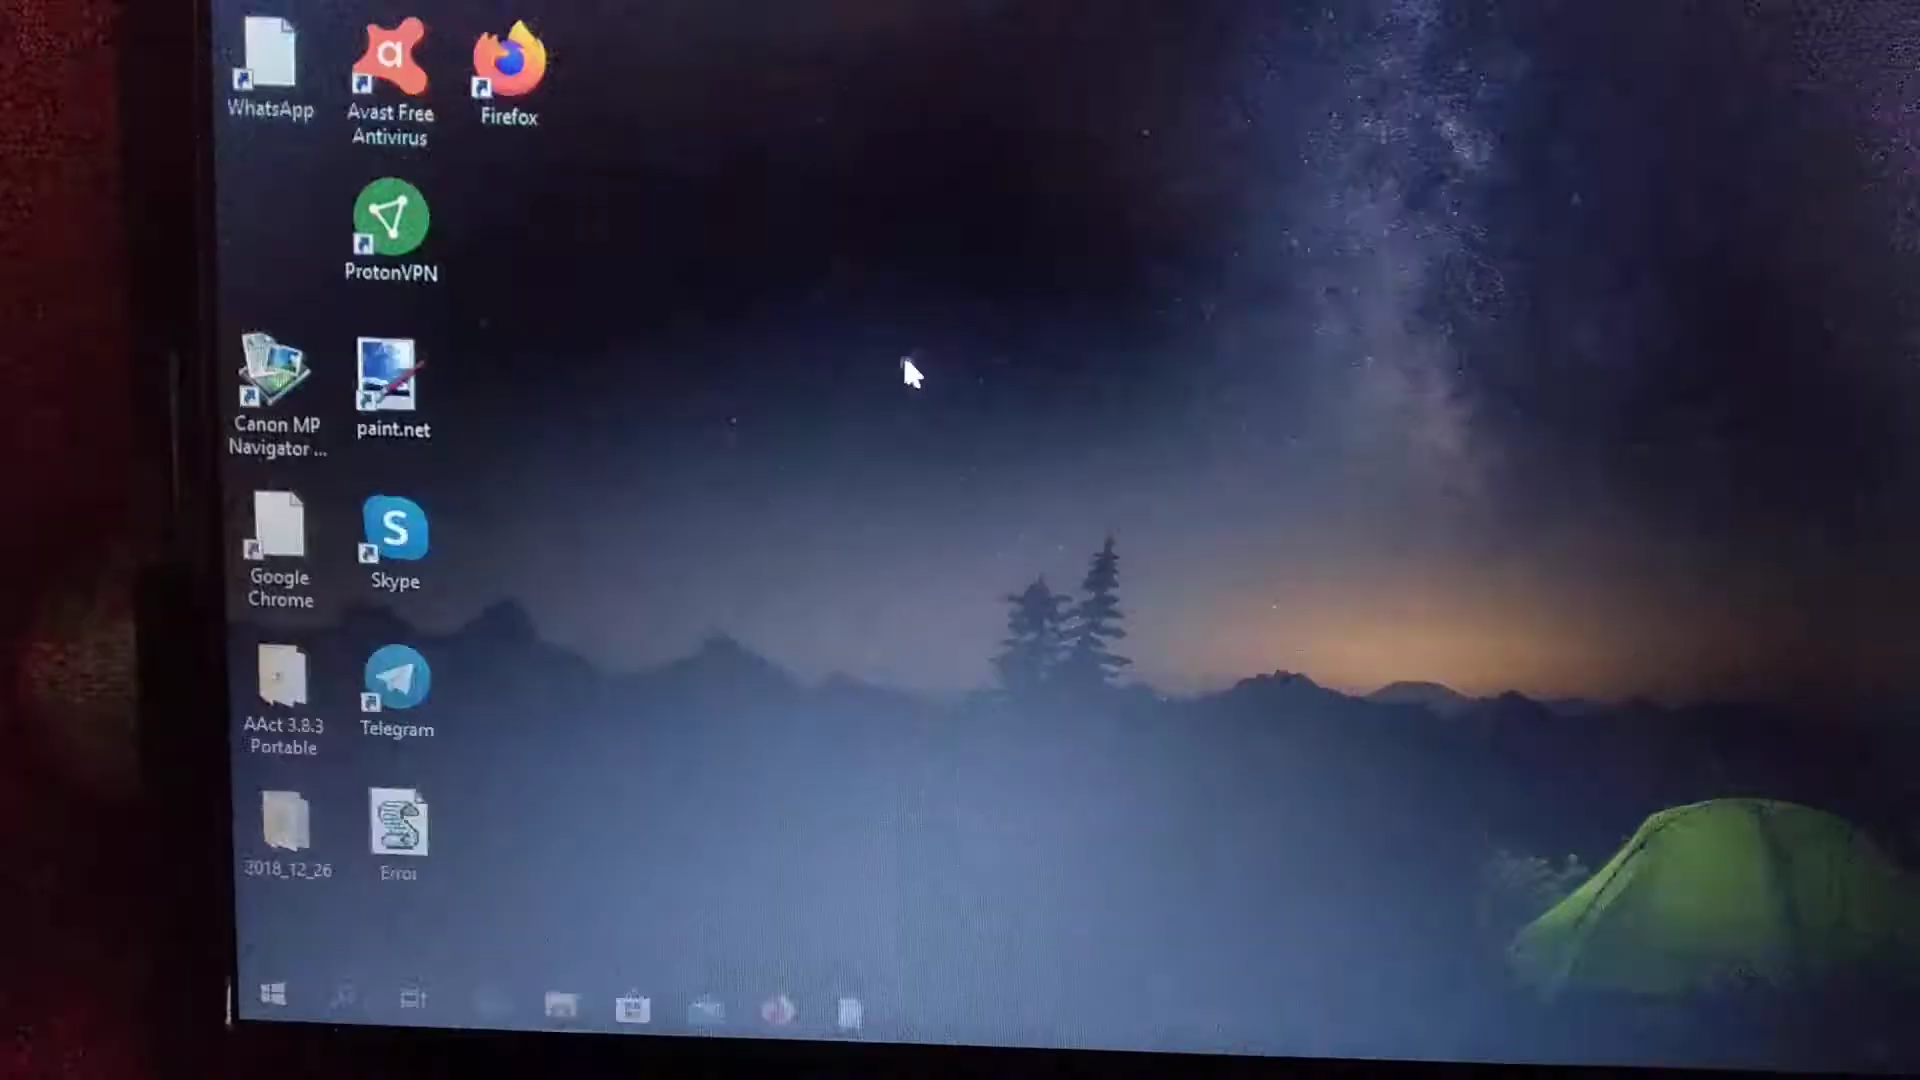 WhatsApp
Avast Free
Antivirus
Firefox
ProtonVPN
Canon MP
Navigator ...
paint.net
Google
Chrome
Skype
AAct 3.8.3
Portable
Telegram
2018_12_26
Error